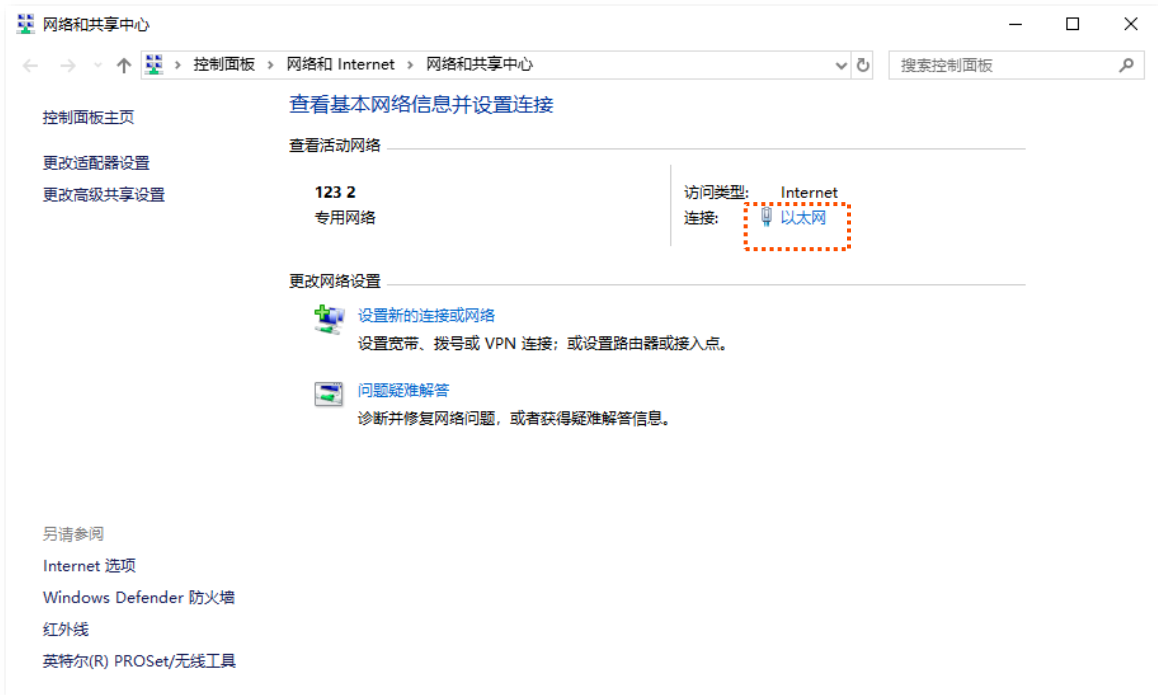 网络和共享中心
控制面板 网络和 Internet 网络和共享中心
搜索控制面板
控制面板主页
更改适配器设置
更改高级共享设置
查看基本网络信息并设置连接
查看活动网络
123 2
专用网络
访问类型: Internet
连接: 以太网
更改网络设置
设置新的连接或网络
设置宽带、拨号或 VPN 连接；或设置路由器或接入点。
问题疑难解答
诊断并修复网络问题，或者获得疑难解答信息。
另请参阅
Internet 选项
Windows Defender 防火墙
红外线
英特尔(R) PROSet/无线工具